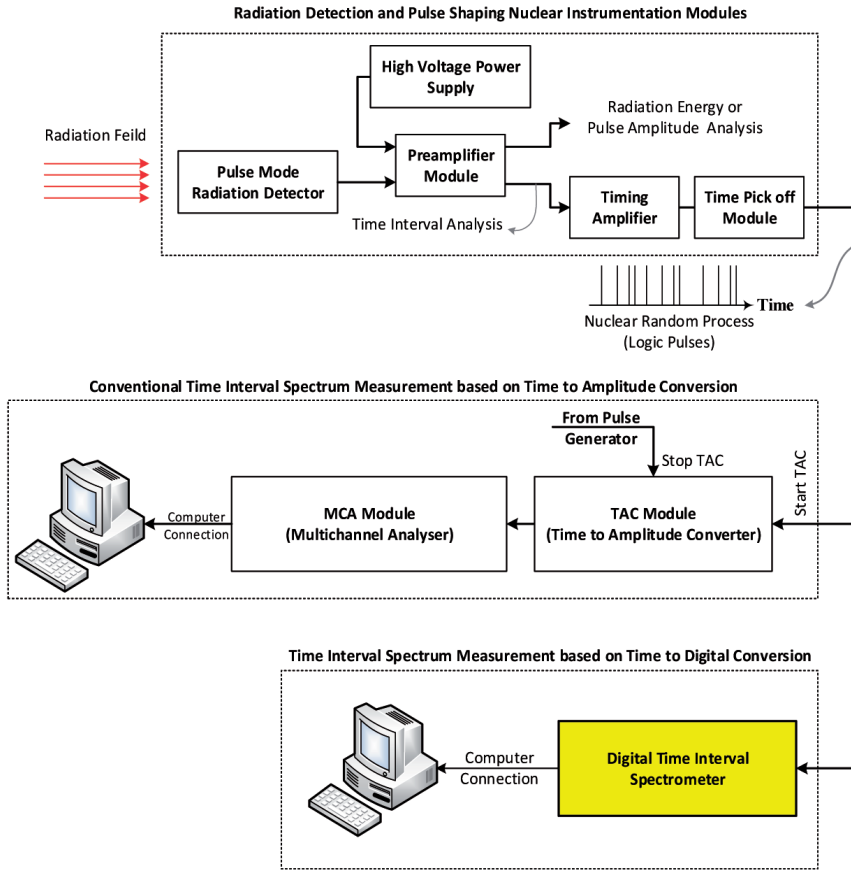 Radiation Detection and Pulse Shaping Nuclear Instrumentation Modules
High Voltage Power
Supply
Radiation Energy or
Pulse Amplitude Analysis
Radiation Feild
Preamplifier
Module
Pulse Mode
Radiation Detector
Timing
Amplifier
Time Pick off
Module
Time Interval Analysis
Time
Nuclear Random Process
(Logic Pulses)
Conventional Time Interval Spectrum Measurement based on Time to Amplitude Conversion
From Pulse
Generator
Stop TAC
Start TAC
MCA Module
(Multichannel Analyser)
TAC Module
(Time to Amplitude Converter)
Computer
Connection
Time Interval Spectrum Measurement based on Time to Digital Conversion
Computer
Connection
Digital Time Interval
Spectrometer